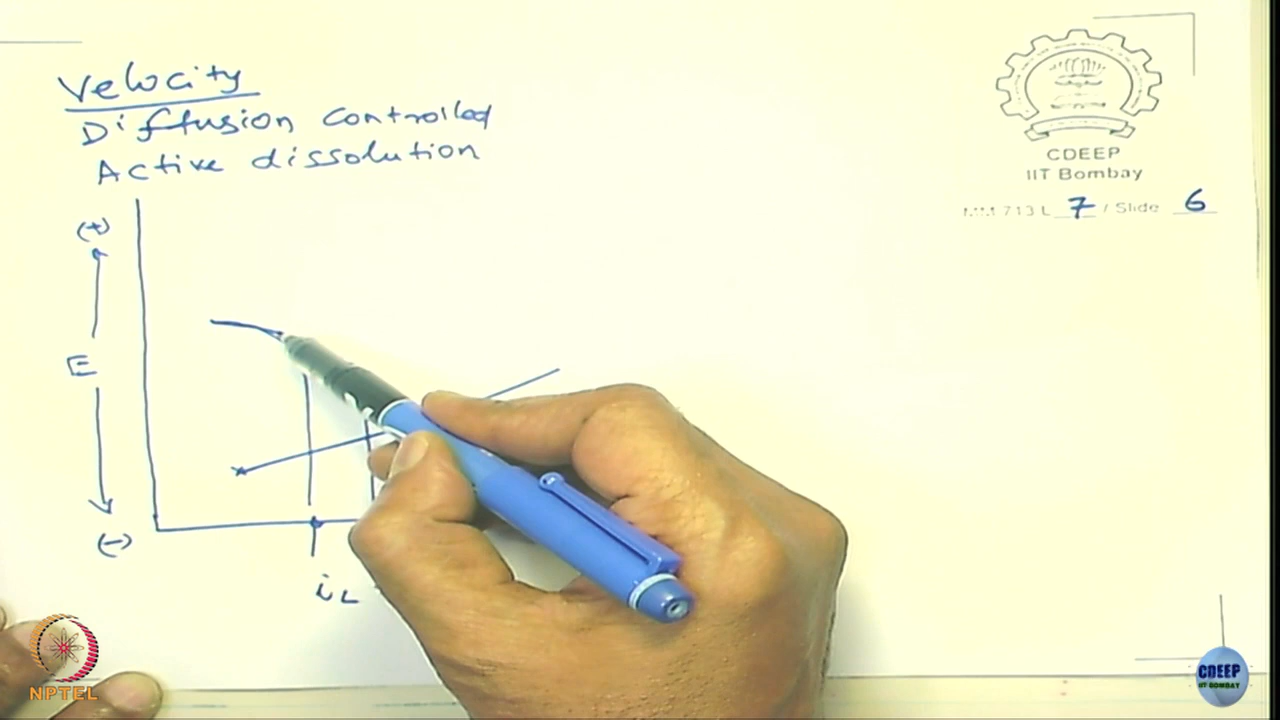 Velocity
Diffusion controlled
Active dissolution
(+)
E
(-)
iL
CDEEP
IIT Bombay
MM 713 L 7 / Slide 6
NPTEL
CDEEP
IIT BOMBAY